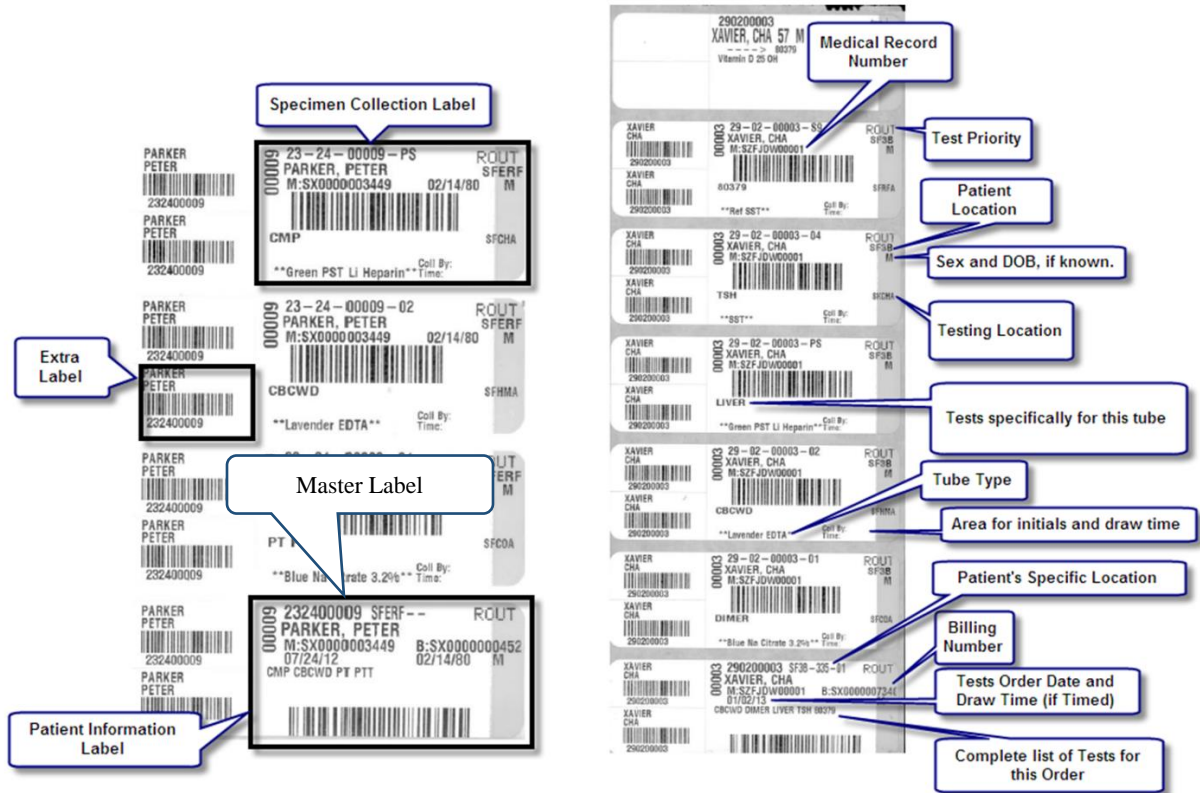 Specimen Collection Label
PARKER
PETER
232400009
PARKER
PETER
232400009
00009
23-24-00009-PS
ROUT
PARKER, PETER
SFERF
M:SX0000003449
02/14/80
M
CMP
SFCHA
**Green PST Li Heparin**
Coll By:
Time:
PARKER
PETER
232400009
Extra
Label
PARKER
PETER
232400009
00009
23-24-00009-02
ROUT
PARKER, PETER
SFERF
M:SX0000003449
02/14/80
M
CBCWD
SFHMA
**Lavender EDTA**
Coll By:
Time:
PARKER
PETER
232400009
PARKER
PETER
232400009
Master Label
M
PT
SFCOA
**Blue Na Citrate 3.2%**
Coll By:
Time:
PARKER
PETER
232400009
PARKER
PETER
232400009
00009
232400009 SFERF--
ROUT
PARKER, PETER
M:SX0000003449
B:SX0000000452
07/24/12
02/14/80
M
CMP CBCWD PT PTT
Patient Information
Label
290200003
XAVIER, CHA 57 M
----> 80379
Vitamin D 25 OH
Medical Record
Number
XAVIER
CHA
290200003
XAVIER
CHA
290200003
00003
29-02-00003-S9
ROUT
XAVIER, CHA
SF3B
M:SZFJDW00001
M
80379
SFRFA
**Ref SST**
Coll By:
Time:
Test Priority
Patient
Location
XAVIER
CHA
290200003
XAVIER
CHA
290200003
00003
29-02-00003-04
ROUT
XAVIER, CHA
SF3B
M:SZFJDW00001
M
TSH
**SST**
Coll By:
Time:
Sex and DOB, if known.
Testing Location
XAVIER
CHA
290200003
XAVIER
CHA
290200003
00003
29-02-00003-PS
ROUT
XAVIER, CHA
SF3B
M:SZFJDW00001
M
LIVER
**Green PST Li Heparin**
Coll By:
Time:
Tests specifically for this tube
XAVIER
CHA
290200003
XAVIER
CHA
290200003
00003
29-02-00003-02
ROUT
XAVIER, CHA
SF3B
M:SZFJDW00001
M
CBCWD
SFHMA
**Lavender EDTA**
Coll By:
Time:
Tube Type
Area for initials and draw time
XAVIER
CHA
290200003
XAVIER
CHA
290200003
00003
29-02-00003-01
ROUT
XAVIER, CHA
SF3B
M:SZFJDW00001
M
DIMER
SFCOA
**Blue Na Citrate 3.2%**
Coll By:
Time:
Patient's Specific Location
Billing
Number
XAVIER
CHA
290200003
XAVIER
CHA
290200003
00003
290200003 SF3B-335-01
ROUT
XAVIER, CHA
M:SZFJDW00001
01/02/13
CBCWD DIMER LIVER TSH 80379
Tests Order Date and
Draw Time (if Timed)
Complete list of Tests for
this Order